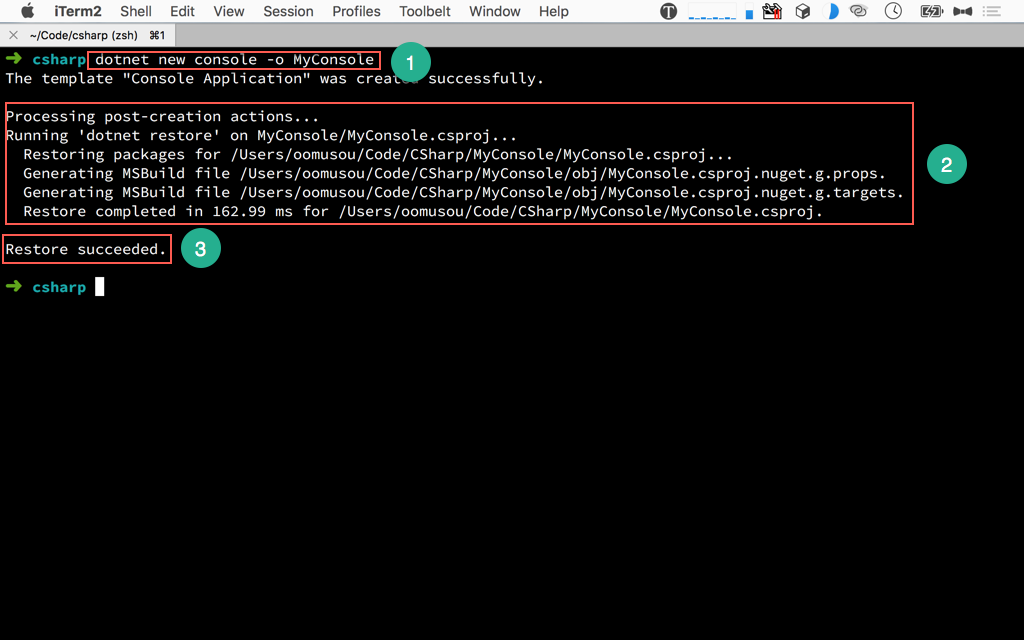 iTerm2 Shell Edit View Session Profiles Toolbelt Window Help
~/Code/csharp (zsh) ⌘1
➜ csharp dotnet new console -o MyConsole 1
The template "Console Application" was created successfully.
Processing post-creation actions...
Running 'dotnet restore' on MyConsole/MyConsole.csproj...
Restoring packages for /Users/oomusou/Code/CSharp/MyConsole/MyConsole.csproj...
Generating MSBuild file /Users/oomusou/Code/CSharp/MyConsole/obj/MyConsole.csproj.nuget.g.props.
2
Generating MSBuild file /Users/oomusou/Code/CSharp/MyConsole/obj/MyConsole.csproj.nuget.g.targets.
Restore completed in 162.99 ms for /Users/oomusou/Code/CSharp/MyConsole/MyConsole.csproj.
Restore succeeded. 3
➜ csharp